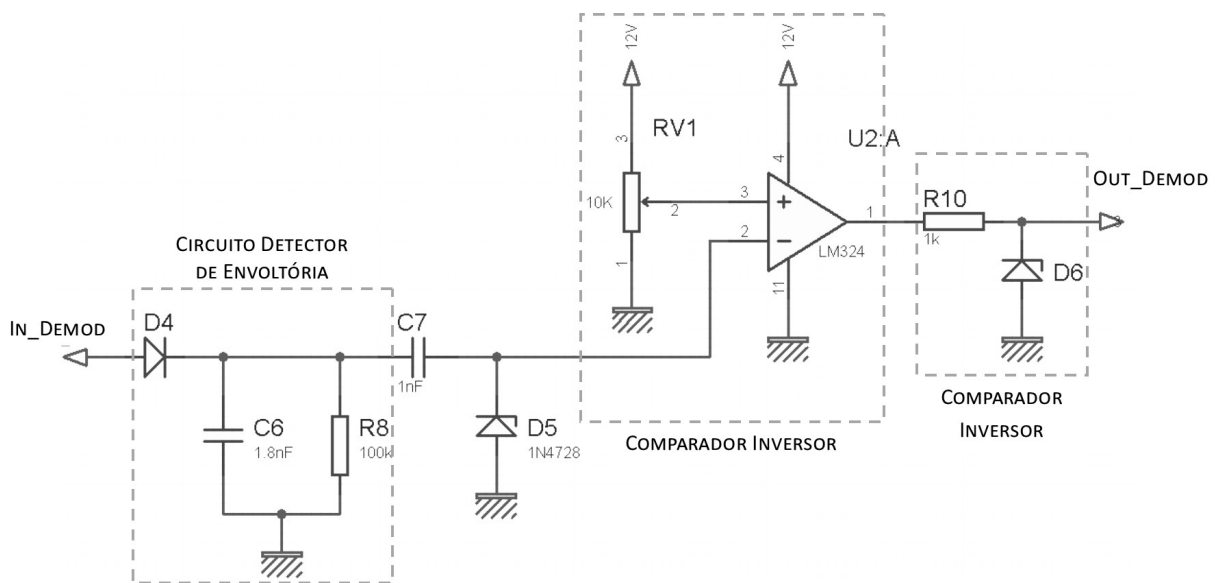 12V
12V
RV1
3
10K
2
1
U2:A
4
3
2
1
11
LM324
R10
1k
OUT_DEMOD
D6
CIRCUITO DETECTOR
DE ENVOLTÓRIA
IN_DEMOD
D4
C7
1nF
C6
1.8nF
R8
100k
D5
1N4728
COMPARADOR INVERSOR
COMPARADOR
INVERSOR